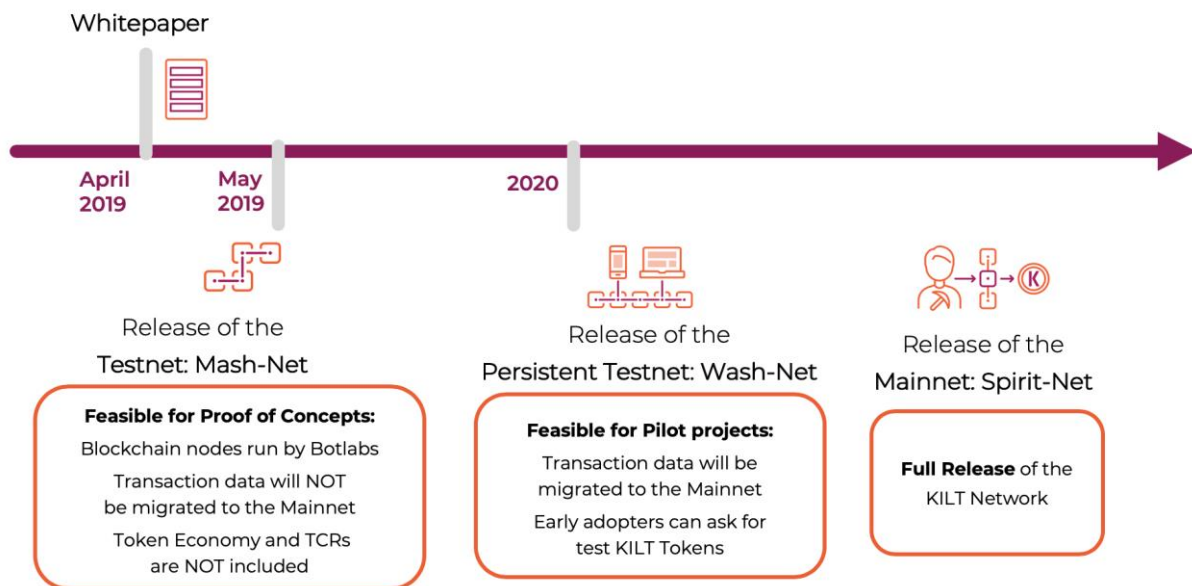 Whitepaper
April
2019
May
2019
2020
K
Release of the
Testnet: Mash-Net
Feasible for Proof of Concepts:
Blockchain nodes run by Botlabs
Transaction data will NOT
be migrated to the Mainnet
Token Economy and TCRs
are NOT included
Release of the
Persistent Testnet: Wash-Net
Feasible for Pilot projects:
Transaction data will be
migrated to the Mainnet
Early adopters can ask for
test KILT Tokens
Release of the
Mainnet: Spirit-Net
Full Release of the
KILT Network